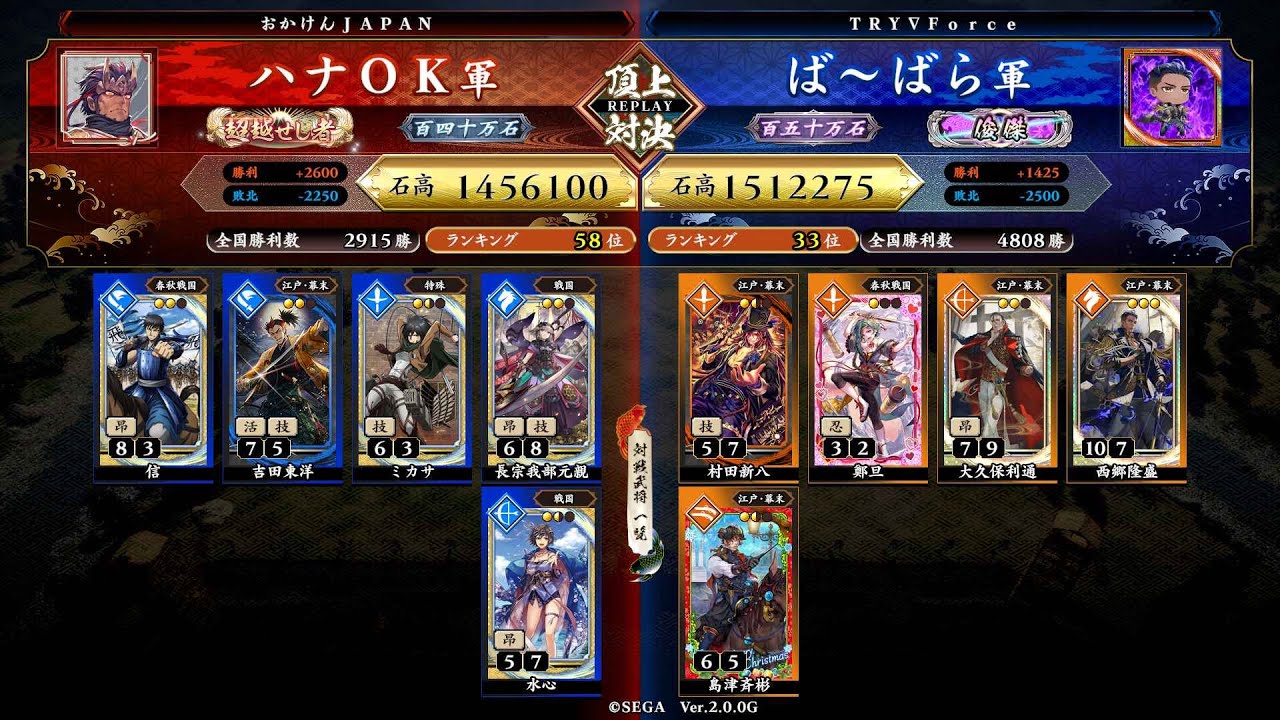 おかけんJAPAN
TRY∇Force
ハナOK軍
頂上
REPLAY
対決
ば～ばら軍
超越せし者
百四十万石
百五十万石
俊傑
勝利 +2600
敗北 -2250
石高 1456100
石高 1512275
勝利 +1425
敗北 -2500
全国勝利数 2915勝
ランキング 58位
ランキング 33位
全国勝利数 4808勝
春秋戦国
江戸・幕末
特殊
戦国
江戸・幕末
春秋戦国
江戸・幕末
江戸・幕末
飛
昴
8 3
信
活 技
7 5
吉田東洋
技
6 3
ミカサ
昴 技
6 8
長宗我部元親
技
5 7
村田新八
忍
3 2
鄭旦
昴
7 9
大久保利通
10 7
西郷隆盛
対戦武将一覧
戦国
昴
5 7
水心
江戸・幕末
6 5
Christmas
島津斉彬
©SEGA Ver.2.0.0G